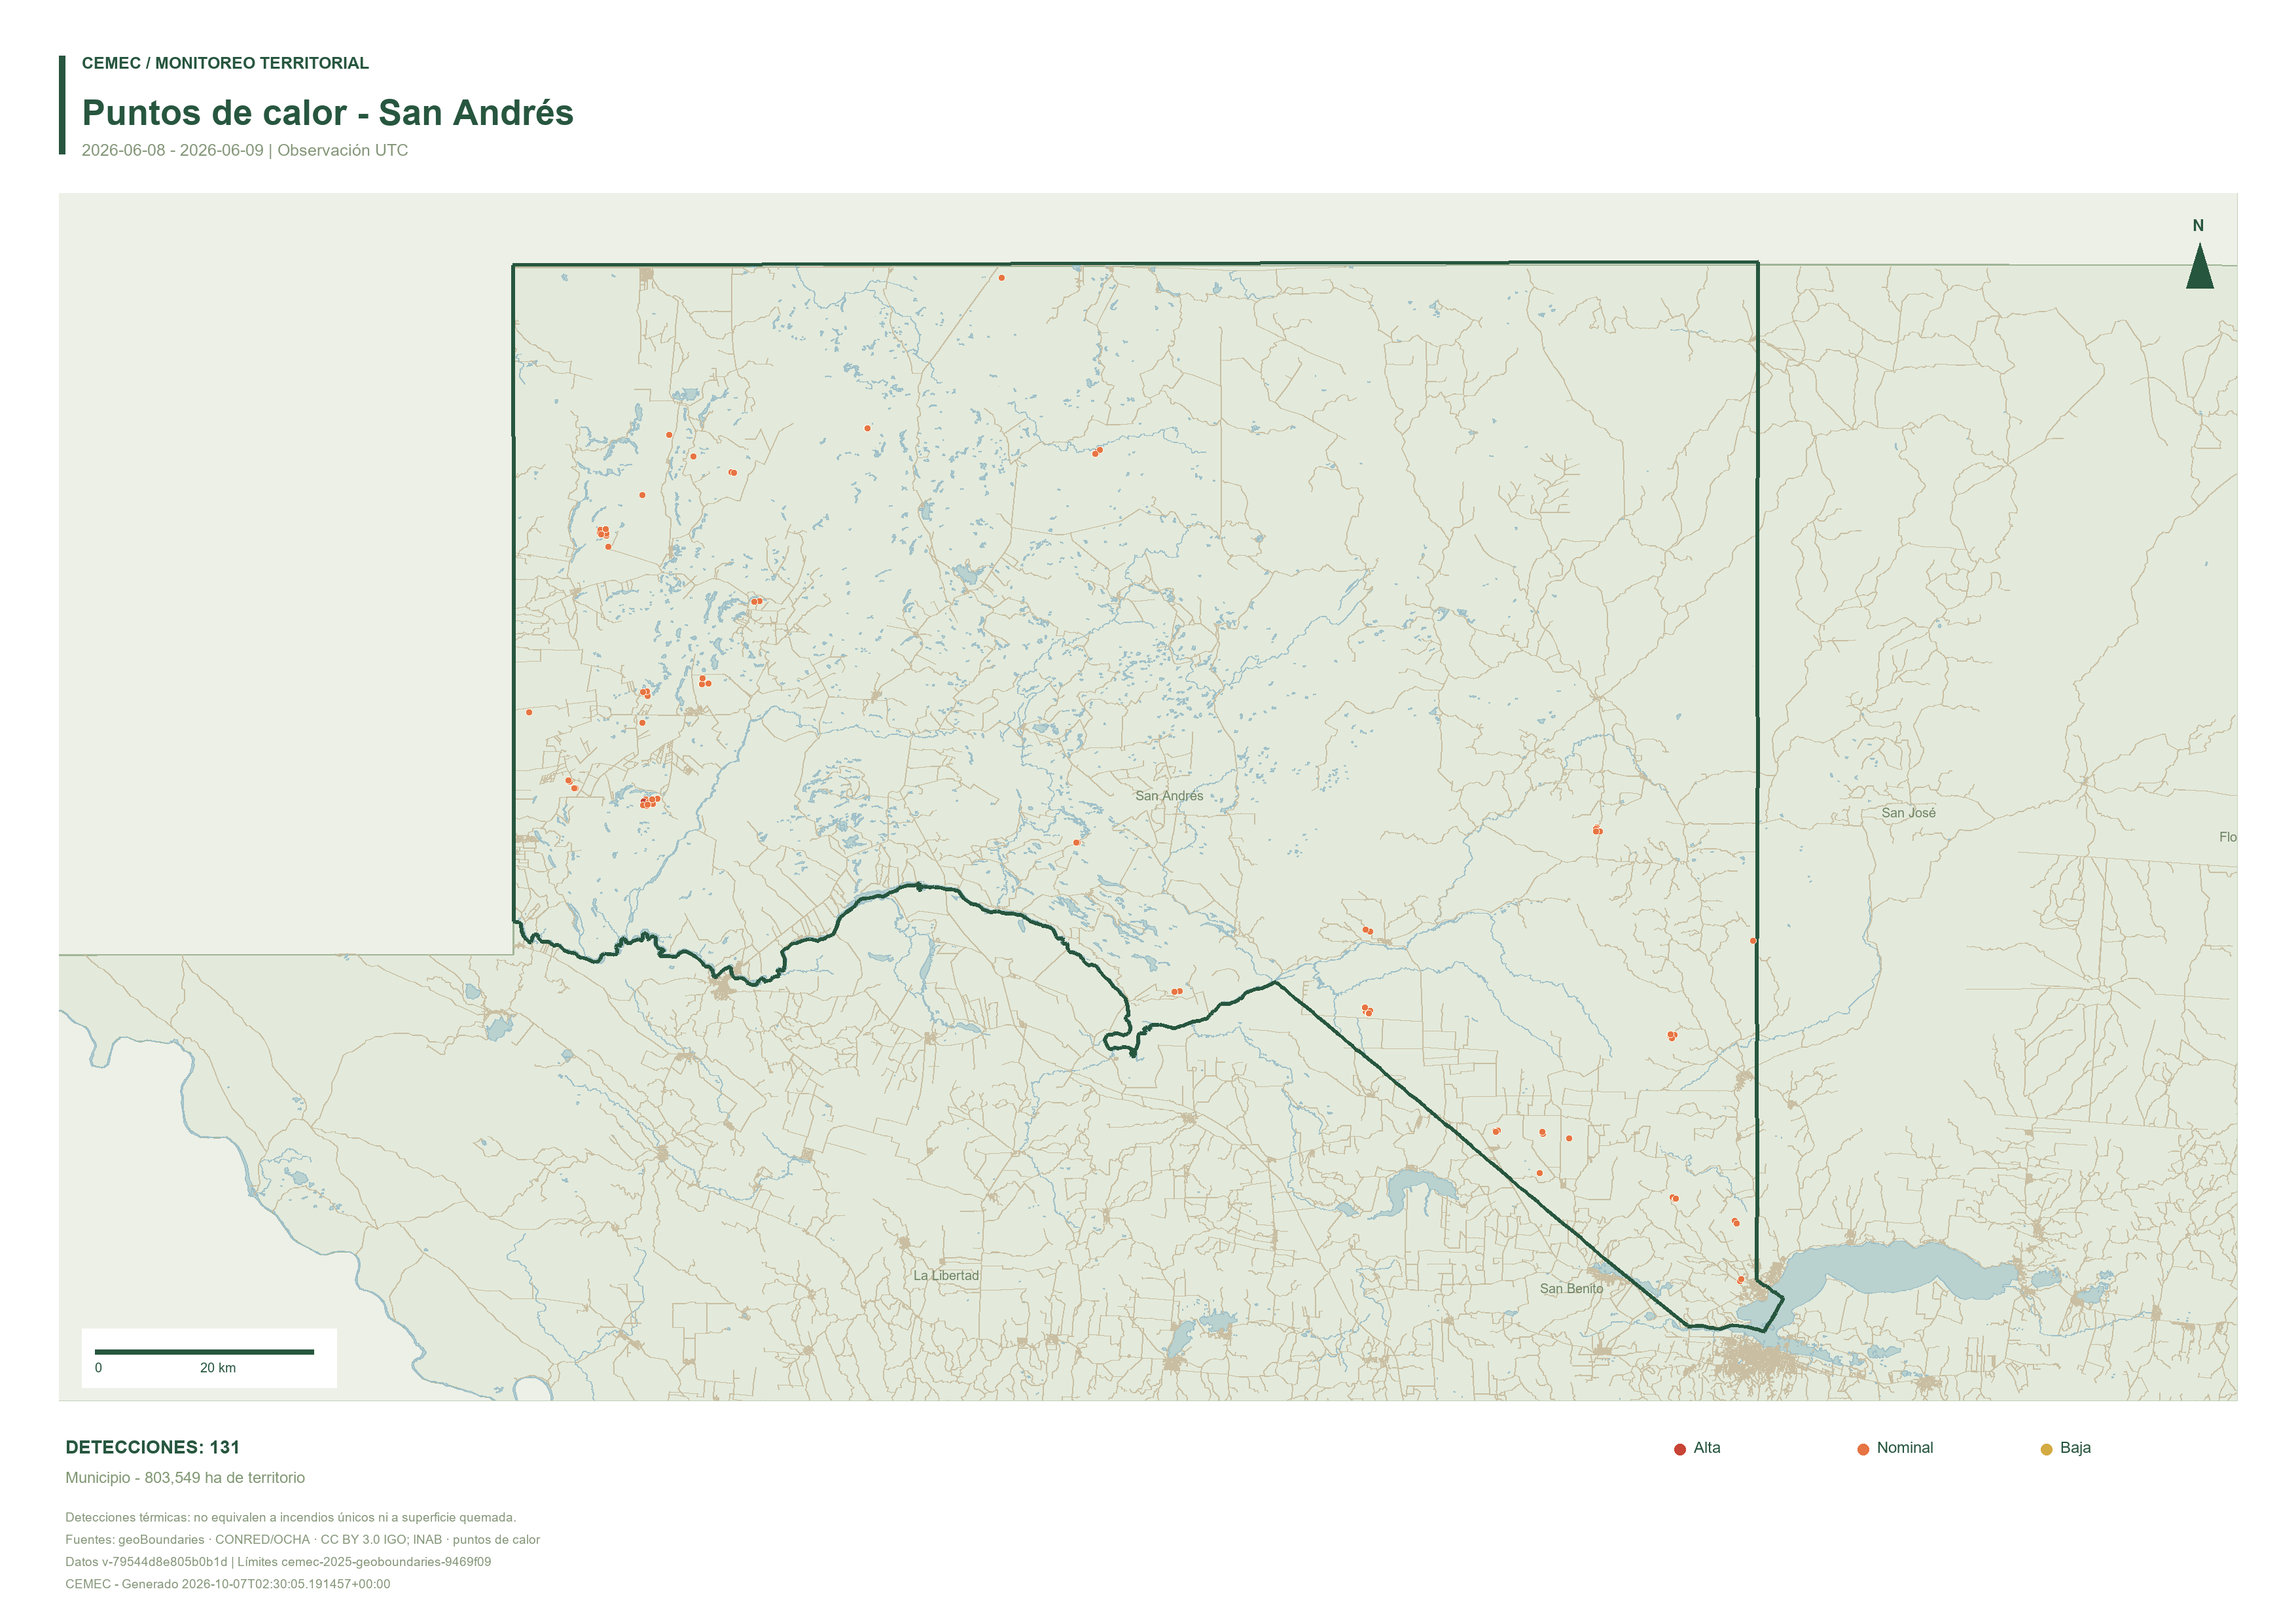 CEMEC / MONITOREO TERRITORIAL
Puntos de calor - San Andrés
2026-06-08 - 2026-06-09 | Observación UTC
N
San Andrés
San José
Flo
La Libertad
San Benito
0 20 km
DETECCIONES: 131
Alta Nominal Baja
Municipio - 803,549 ha de territorio
Detecciones térmicas: no equivalen a incendios únicos ni a superficie quemada.
Fuentes: geoBoundaries · CONRED/OCHA · CC BY 3.0 IGO; INAB · puntos de calor
Datos v-79544d8e805b0b1d | Límites cemec-2025-geoboundaries-9469f09
CEMEC - Generado 2026-10-07T02:30:05.191457+00:00